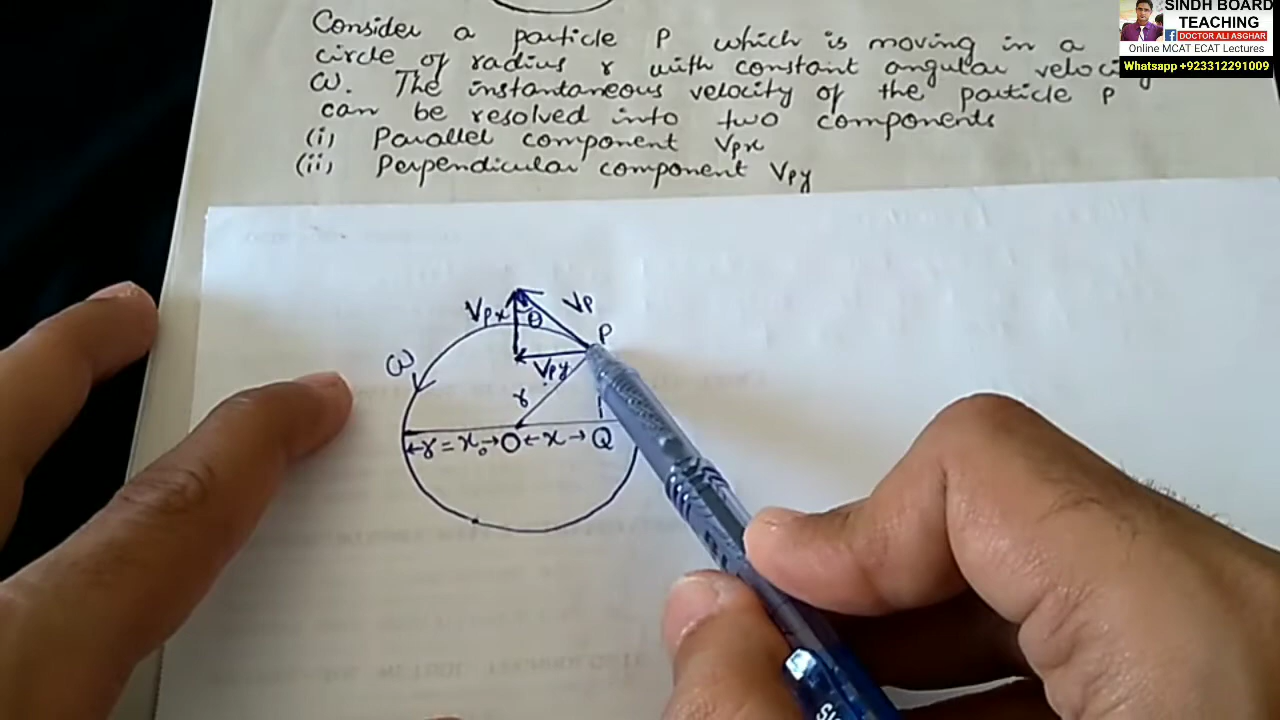 SINDH BOARD
TEACHING
DOCTOR ALI ASGHAR
Online MCAT ECAT Lectures
Whatsapp +923312291009
Consider a particle P which is moving in a
circle of radius r with constant angular velocity
ω. The instantaneous velocity of the particle P
can be resolved into two components
(i) Parallel component Vpx
(ii) Perpendicular component Vpy
Vpx
θ
Vp
P
Vpy
ω
r
r = x₀
O
x
Q